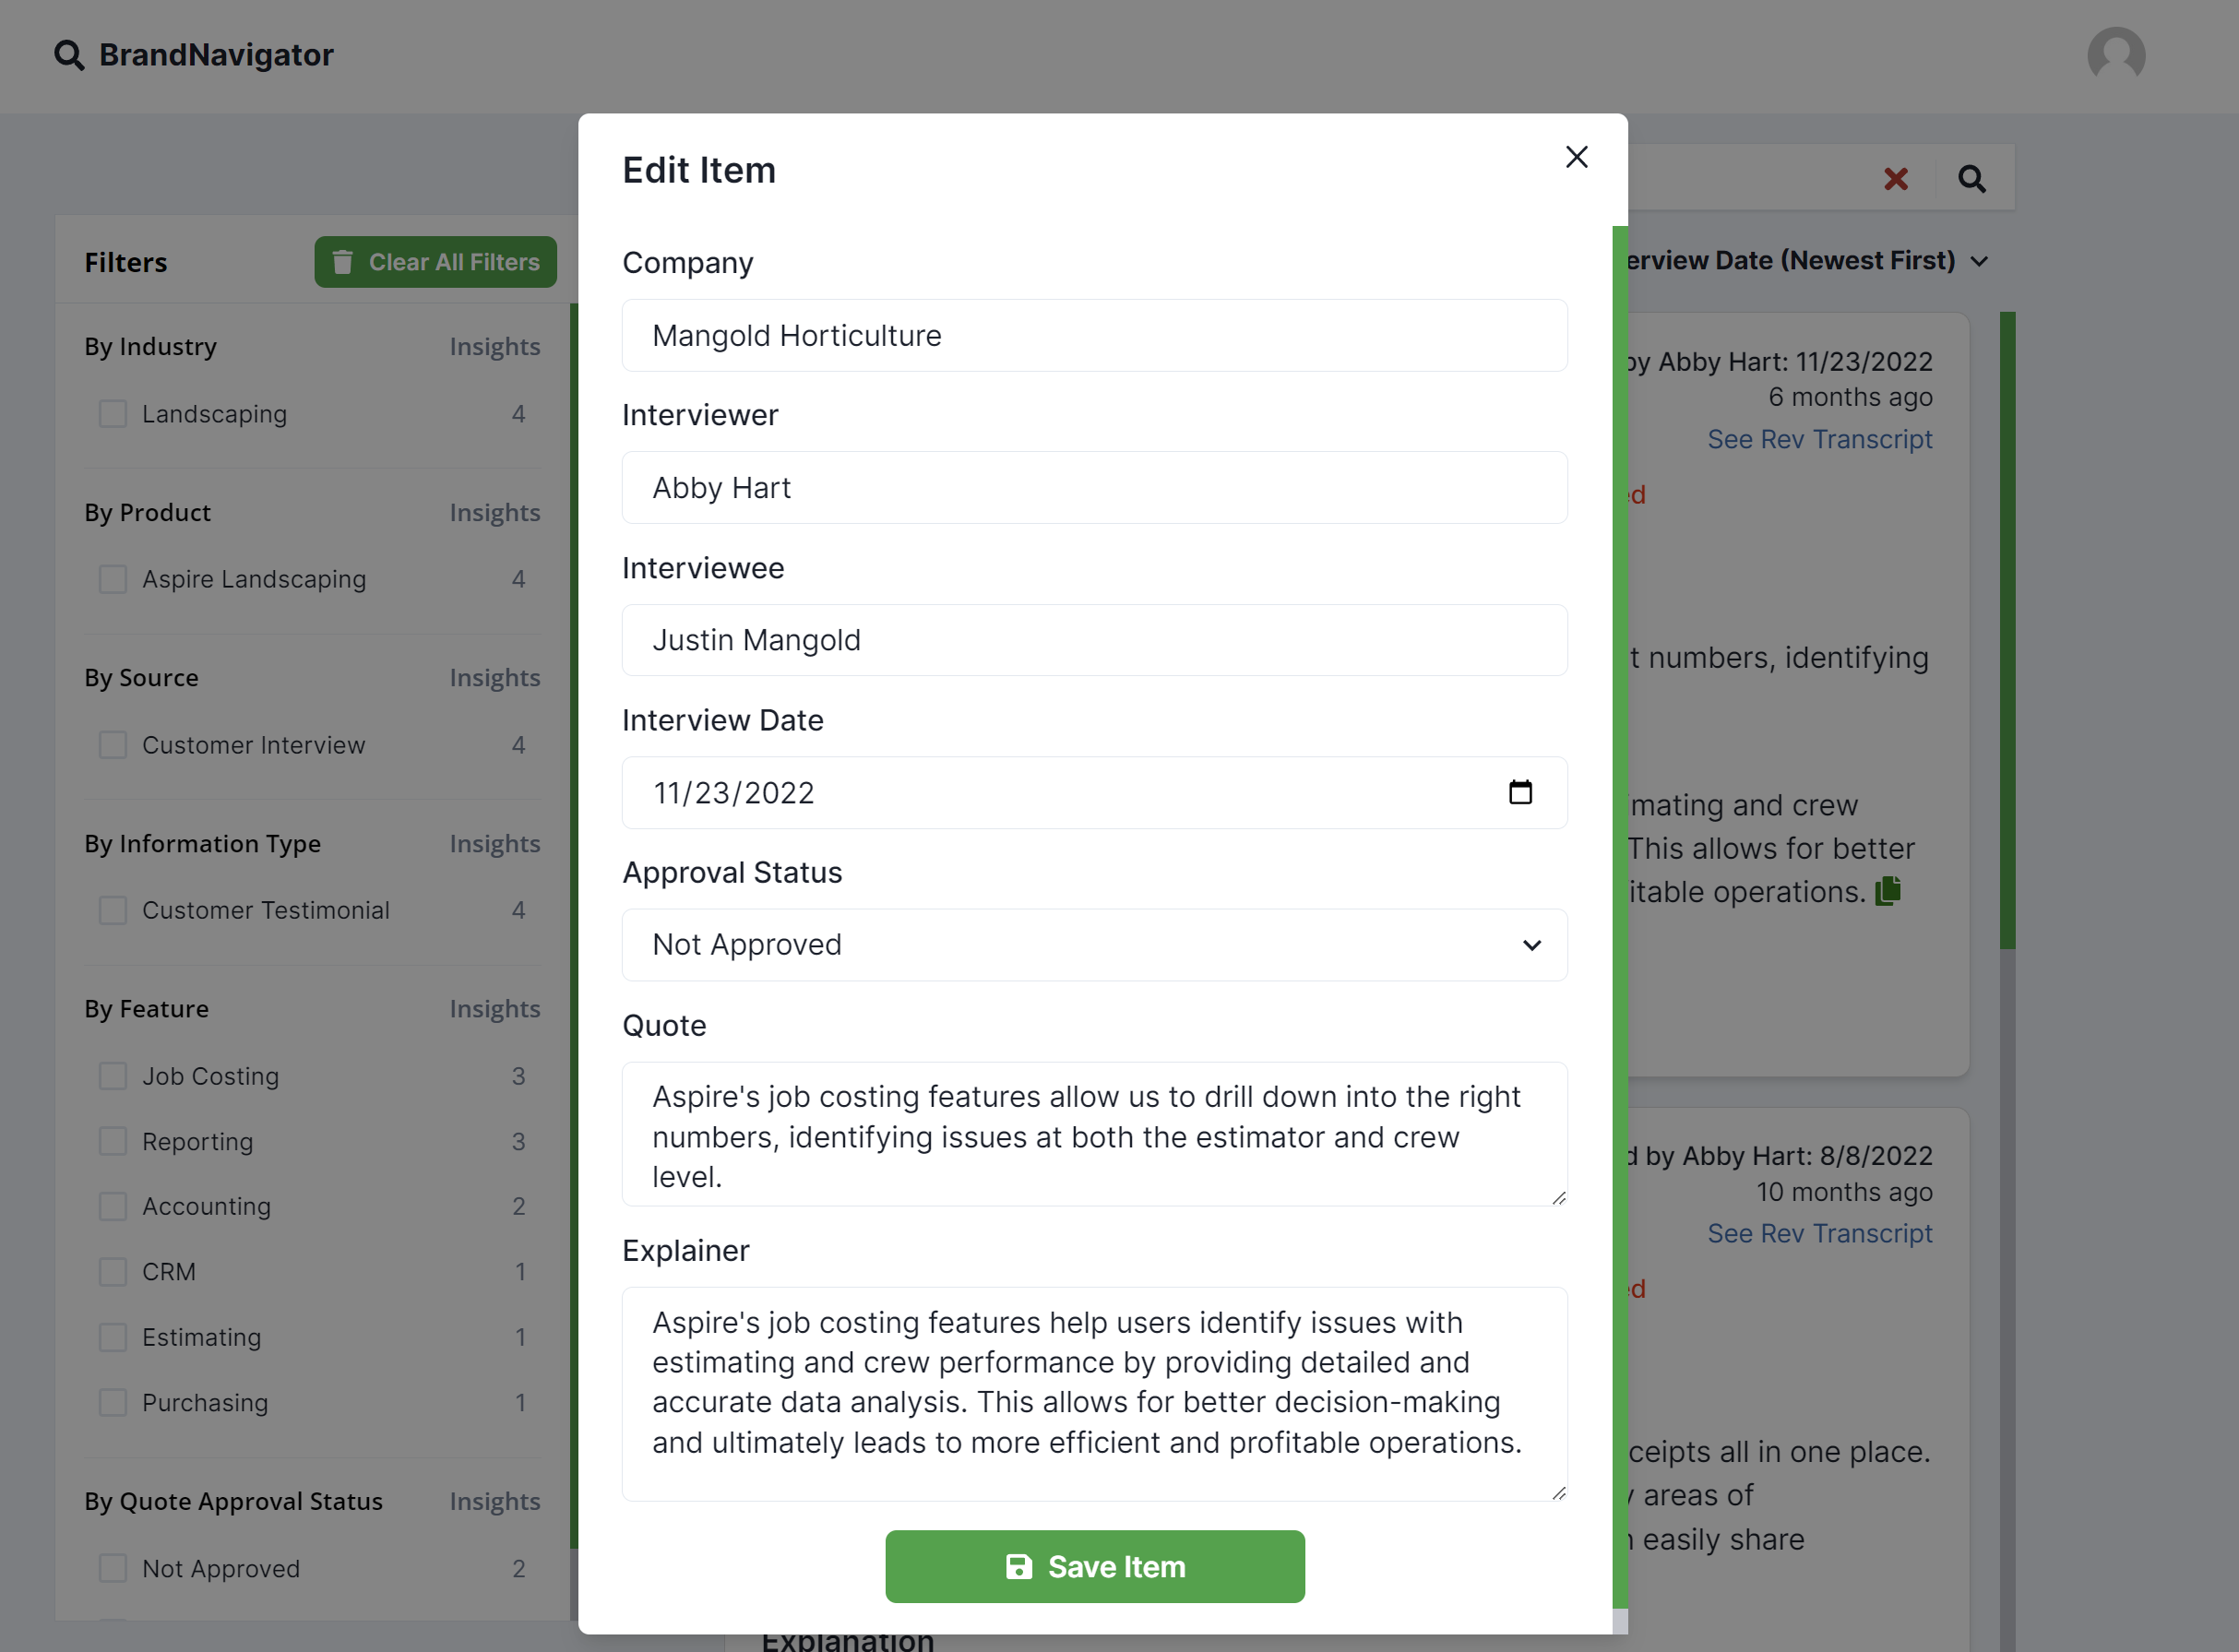 BrandNavigator
Filters
Clear All Filters
By Industry Insights
Landscaping 4
By Product Insights
Aspire Landscaping 4
By Source Insights
Customer Interview 4
By Information Type Insights
Customer Testimonial 4
By Feature Insights
Job Costing 3
Reporting 3
Accounting 2
CRM 1
Estimating 1
Purchasing 1
By Quote Approval Status Insights
Not Approved 2
Edit Item
Company
Mangold Horticulture
Interviewer
Abby Hart
Interviewee
Justin Mangold
Interview Date
11/23/2022
Approval Status
Not Approved
Quote
Aspire's job costing features allow us to drill down into the right
numbers, identifying issues at both the estimator and crew
level.
Explainer
Aspire's job costing features help users identify issues with
estimating and crew performance by providing detailed and
accurate data analysis. This allows for better decision-making
and ultimately leads to more efficient and profitable operations.
Save Item
erview Date (Newest First)
by Abby Hart: 11/23/2022
6 months ago
See Rev Transcript
ed
t numbers, identifying
imating and crew
This allows for better
itable operations.
d by Abby Hart: 8/8/2022
10 months ago
See Rev Transcript
ed
ceipts all in one place.
y areas of
n easily share
Explanation